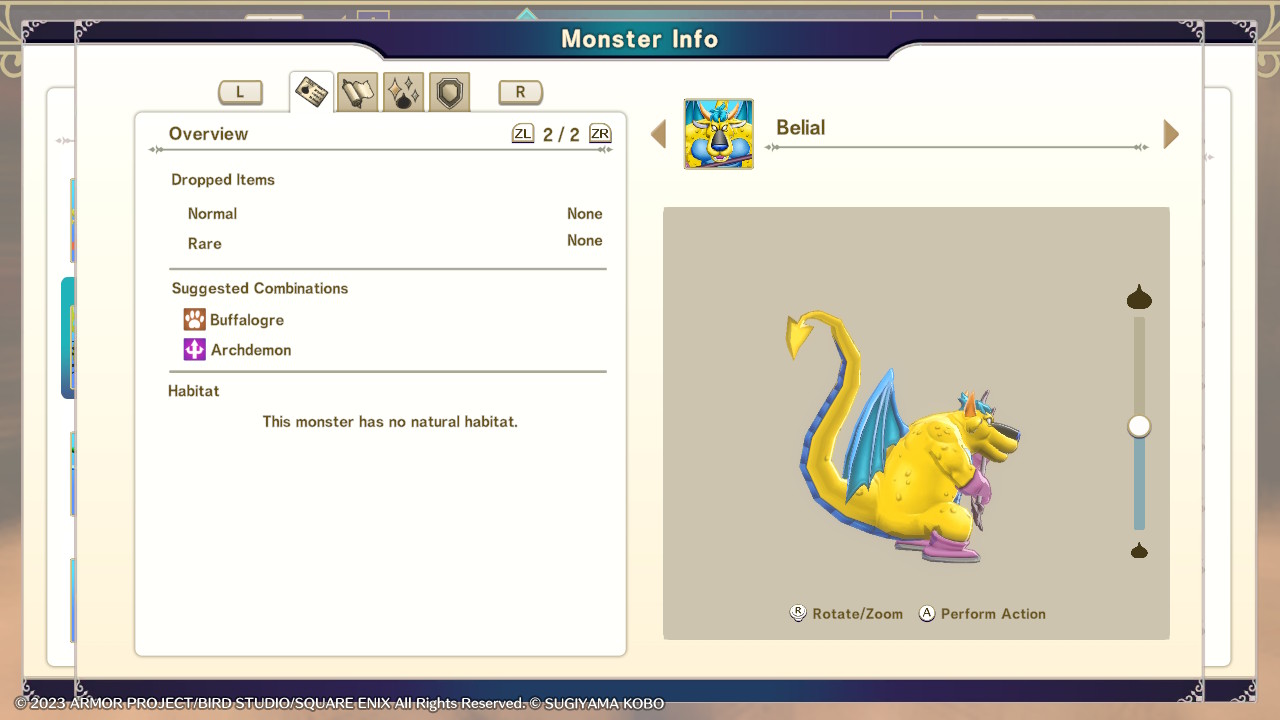 Monster Info
L
R
Overview
ZL 2 / 2 ZR
Belial
Dropped Items
Normal None
Rare None
Suggested Combinations
Buffalogre
Archdemon
Habitat
This monster has no natural habitat.
R Rotate/Zoom A Perform Action
© 2023 ARMOR PROJECT/BIRD STUDIO/SQUARE ENIX All Rights Reserved. © SUGIYAMA KOBO